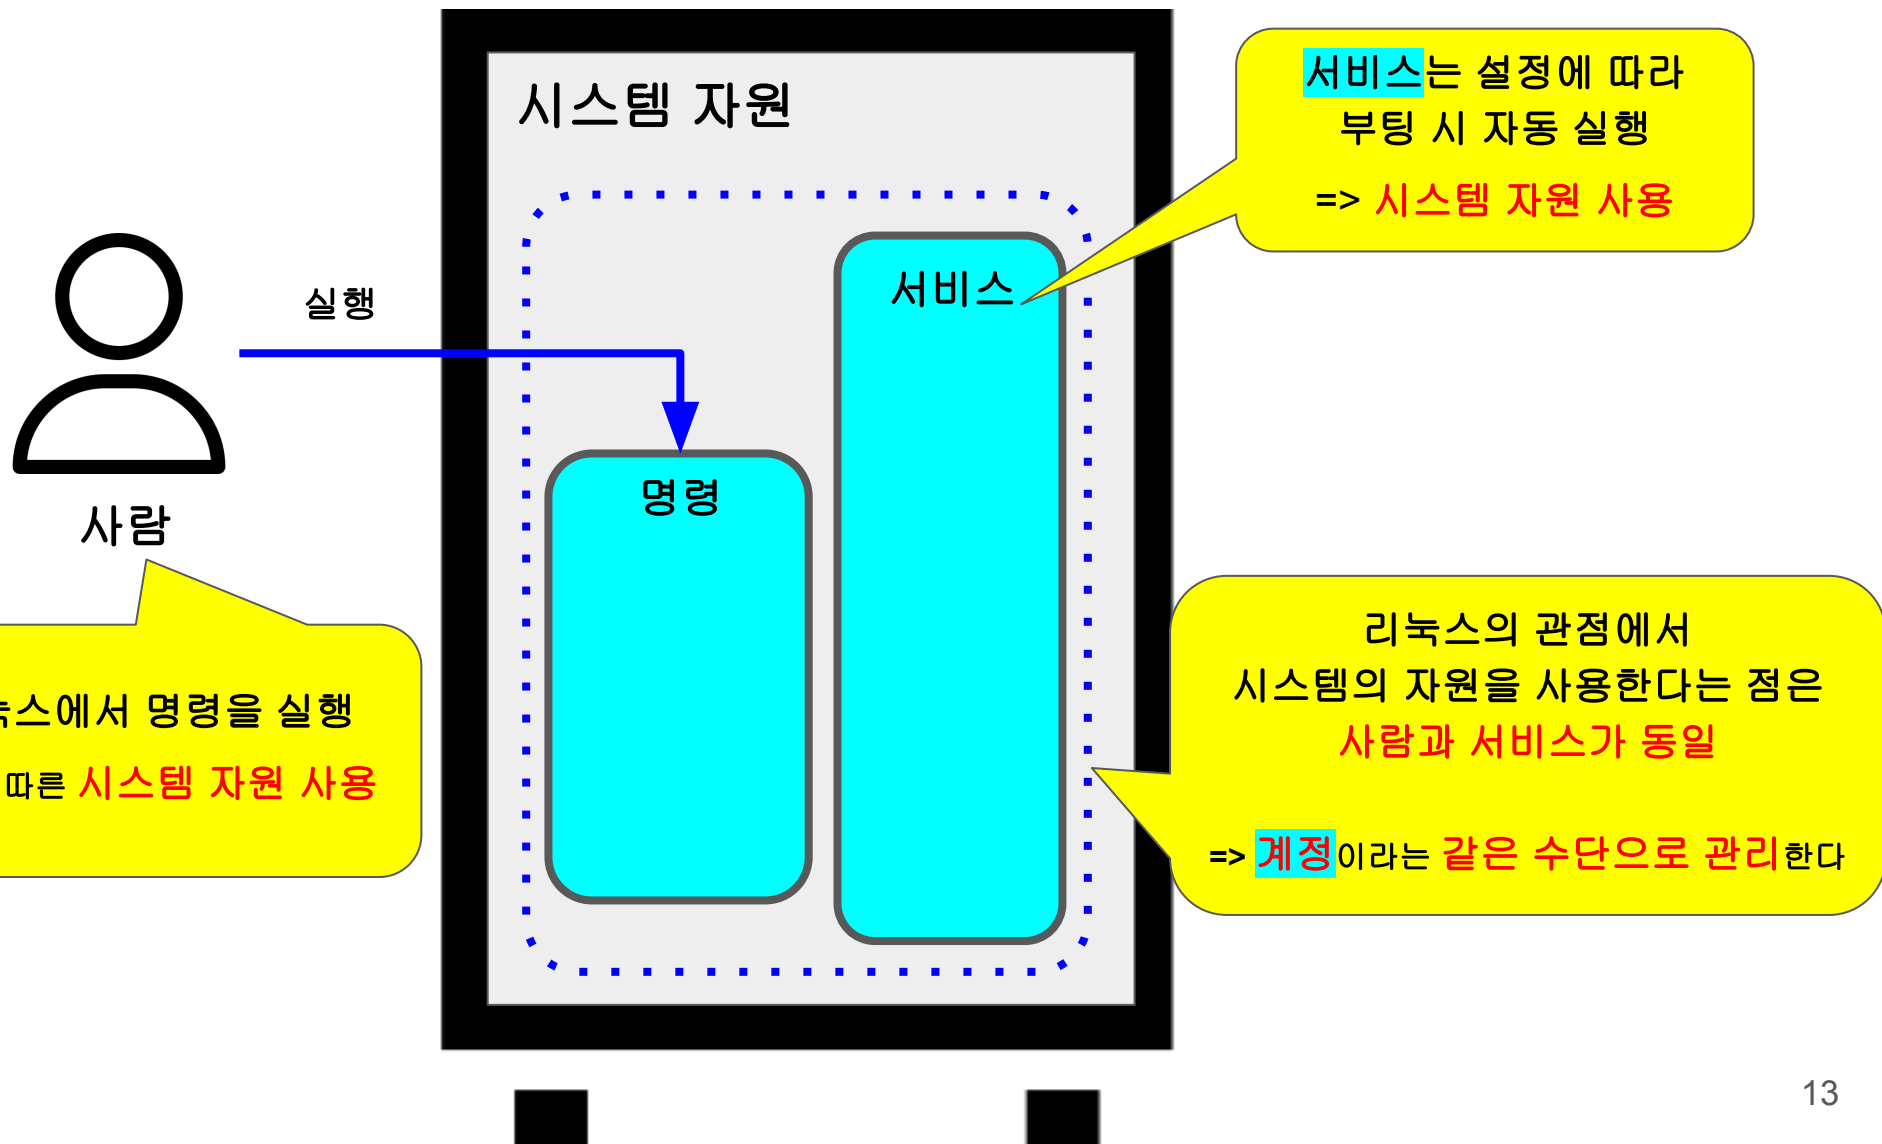 시스템 자원
서비스는 설정에 따라
부팅 시 자동 실행
=> 시스템 자원 사용
실행
서비스
명령
사람
리눅스의 관점에서
시스템의 자원을 사용한다는 점은
사람과 서비스가 동일
=> 계정이라는 같은 수단으로 관리한다
눅스에서 명령을 실행
따른 시스템 자원 사용
13